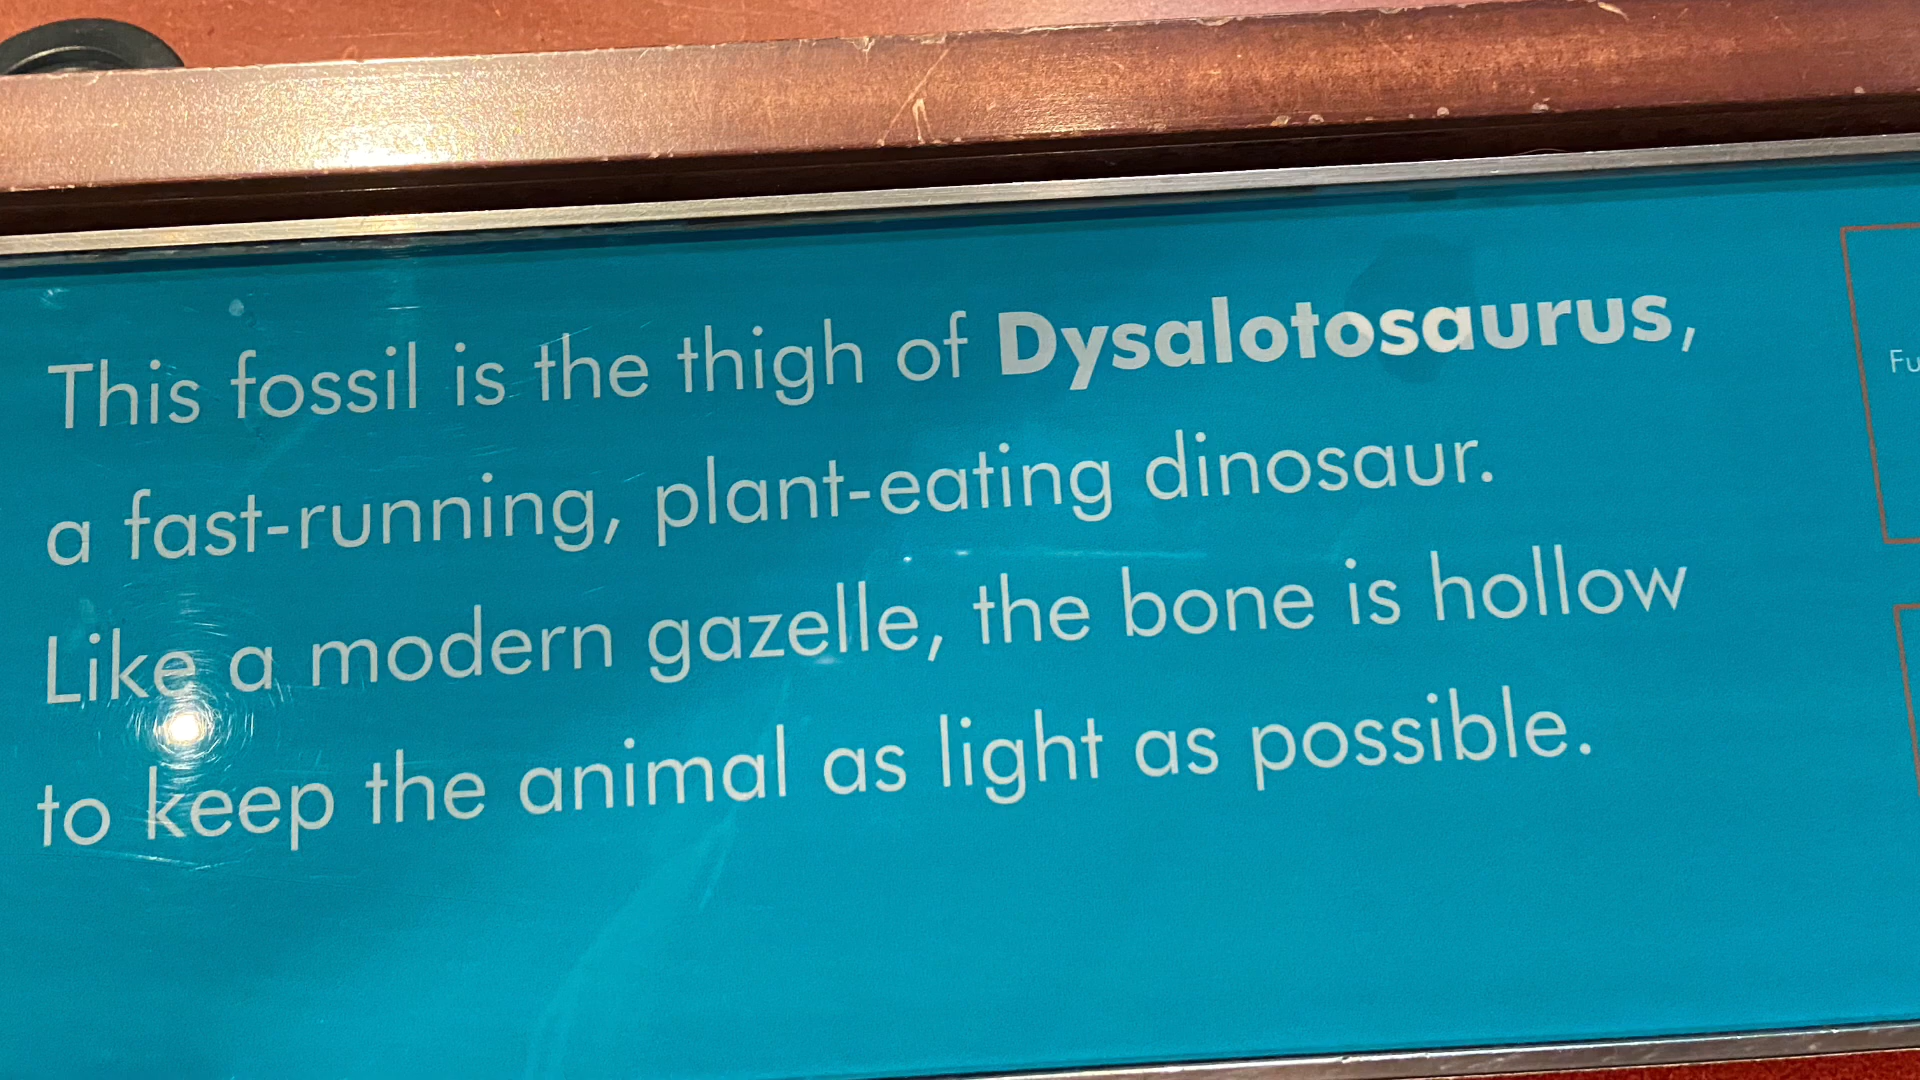 This fossil is the thigh of Dysalotosaurus,
a fast-running, plant-eating dinosaur.
Like a modern gazelle, the bone is hollow
to keep the animal as light as possible.